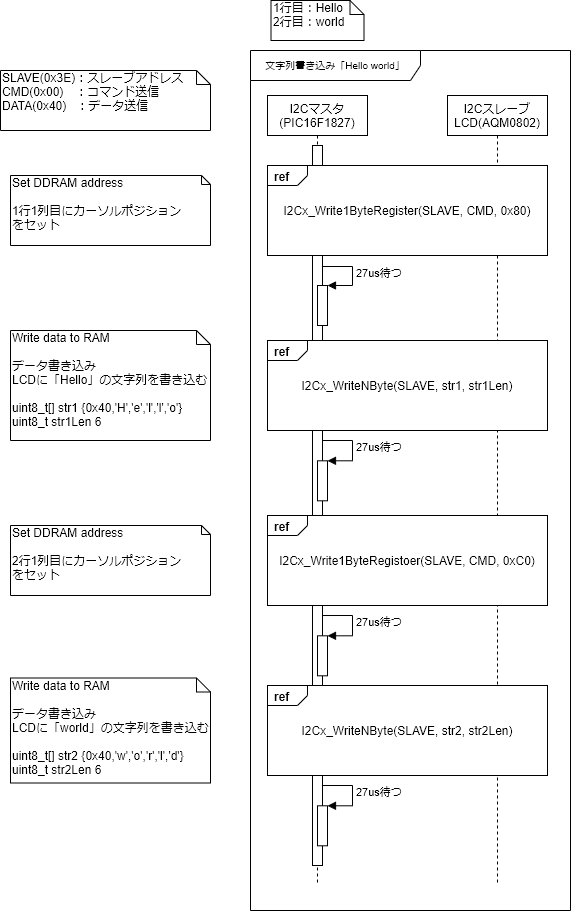 1行目：Hello
2行目：world
文字列書き込み「Hello world」
SLAVE(0x3E)：スレーブアドレス
CMD(0x00)　：コマンド送信
DATA(0x40)　：データ送信
I2Cマスタ
(PIC16F1827)
I2Cスレーブ
LCD(AQM0802)
Set DDRAM address
1行1列目にカーソルポジション
をセット
ref
I2Cx_Write1ByteRegister(SLAVE, CMD, 0x80)
27us待つ
Write data to RAM
データ書き込み
LCDに「Hello」の文字列を書き込む
uint8_t[] str1 {0x40,'H','e','l','l','o'}
uint8_t str1Len 6
ref
I2Cx_WriteNByte(SLAVE, str1, str1Len)
27us待つ
Set DDRAM address
2行1列目にカーソルポジション
をセット
ref
I2Cx_Write1ByteRegistoer(SLAVE, CMD, 0xC0)
27us待つ
Write data to RAM
データ書き込み
LCDに「world」の文字列を書き込む
uint8_t[] str2 {0x40,'w','o','r','l','d'}
uint8_t str2Len 6
ref
I2Cx_WriteNByte(SLAVE, str2, str2Len)
27us待つ